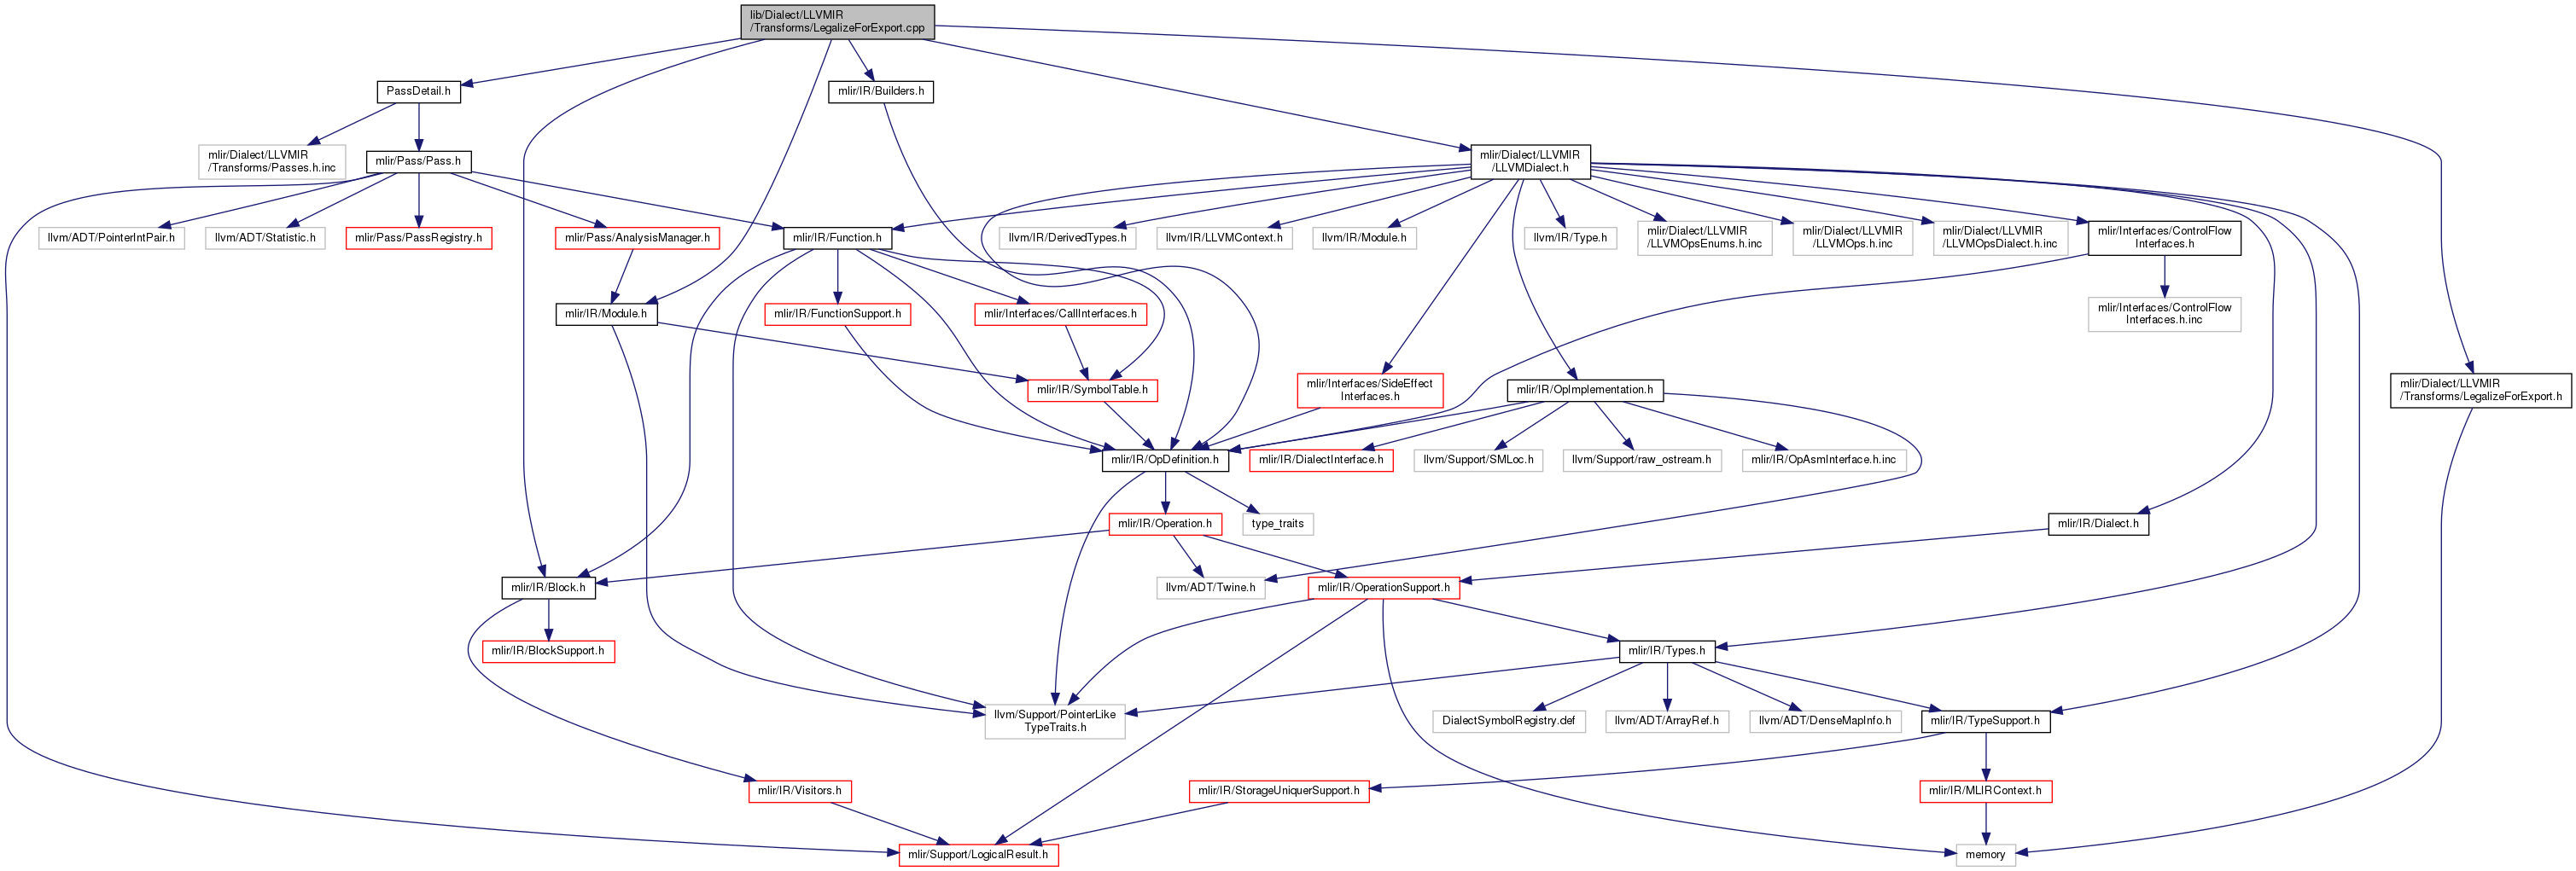 lib/Dialect/LLVMIR
/Transforms/LegalizeForExport.cpp
PassDetail.h
mlir/IR/Builders.h
mlir/Dialect/LLVMIR
/Transforms/Passes.h.inc
mlir/Pass/Pass.h
mlir/Dialect/LLVMIR
/LLVMDialect.h
llvm/ADT/PointerIntPair.h
llvm/ADT/Statistic.h
mlir/Pass/PassRegistry.h
mlir/Pass/AnalysisManager.h
mlir/IR/Function.h
llvm/IR/DerivedTypes.h
llvm/IR/LLVMContext.h
llvm/IR/Module.h
llvm/IR/Type.h
mlir/Dialect/LLVMIR
/LLVMOpsEnums.h.inc
mlir/Dialect/LLVMIR
/LLVMOps.h.inc
mlir/Dialect/LLVMIR
/LLVMOpsDialect.h.inc
mlir/Interfaces/ControlFlow
Interfaces.h
mlir/IR/Module.h
mlir/IR/FunctionSupport.h
mlir/Interfaces/CallInterfaces.h
mlir/Interfaces/ControlFlow
Interfaces.h.inc
mlir/IR/SymbolTable.h
mlir/Interfaces/SideEffect
Interfaces.h
mlir/IR/OpImplementation.h
mlir/Dialect/LLVMIR
/Transforms/LegalizeForExport.h
mlir/IR/OpDefinition.h
mlir/IR/DialectInterface.h
llvm/Support/SMLoc.h
llvm/Support/raw_ostream.h
mlir/IR/OpAsmInterface.h.inc
mlir/IR/Operation.h
type_traits
mlir/IR/Dialect.h
mlir/IR/Block.h
llvm/ADT/Twine.h
mlir/IR/OperationSupport.h
mlir/IR/BlockSupport.h
mlir/IR/Types.h
llvm/Support/PointerLike
TypeTraits.h
DialectSymbolRegistry.def
llvm/ADT/ArrayRef.h
llvm/ADT/DenseMapInfo.h
mlir/IR/TypeSupport.h
mlir/IR/Visitors.h
mlir/IR/StorageUniquerSupport.h
mlir/IR/MLIRContext.h
mlir/Support/LogicalResult.h
memory